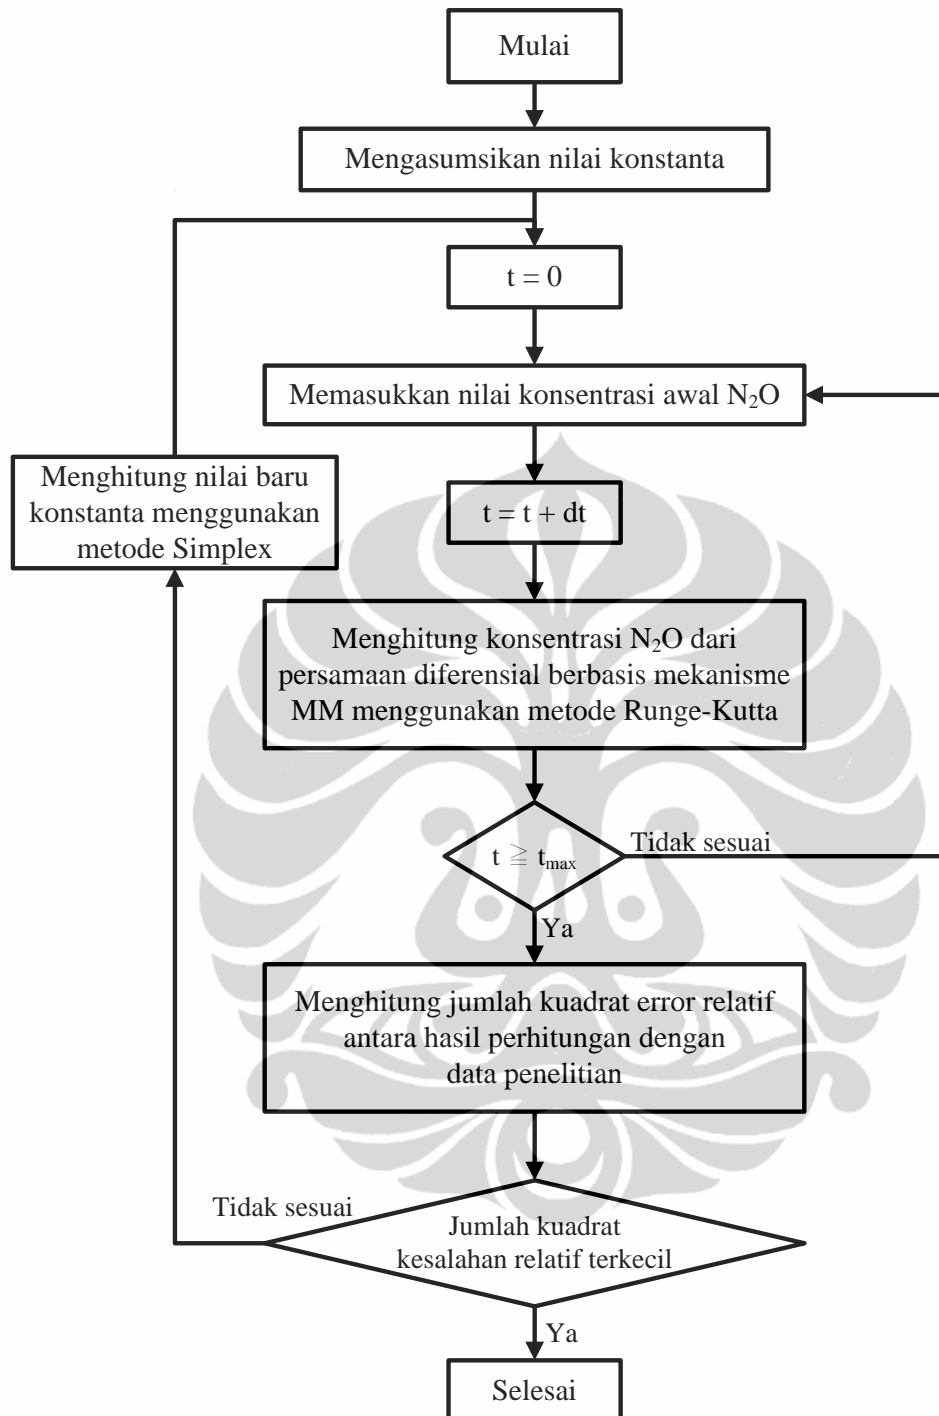 Mulai
Mengasumsikan nilai konstanta
t = 0
Memasukkan nilai konsentrasi awal N₂O
Menghitung nilai baru
konstanta menggunakan
metode Simplex
t = t + dt
Menghitung konsentrasi N₂O dari
persamaan diferensial berbasis mekanisme
MM menggunakan metode Runge-Kutta
t ≧ tmax
Tidak sesuai
Ya
Menghitung jumlah kuadrat error relatif
antara hasil perhitungan dengan
data penelitian
Tidak sesuai
Jumlah kuadrat
kesalahan relatif terkecil
Ya
Selesai